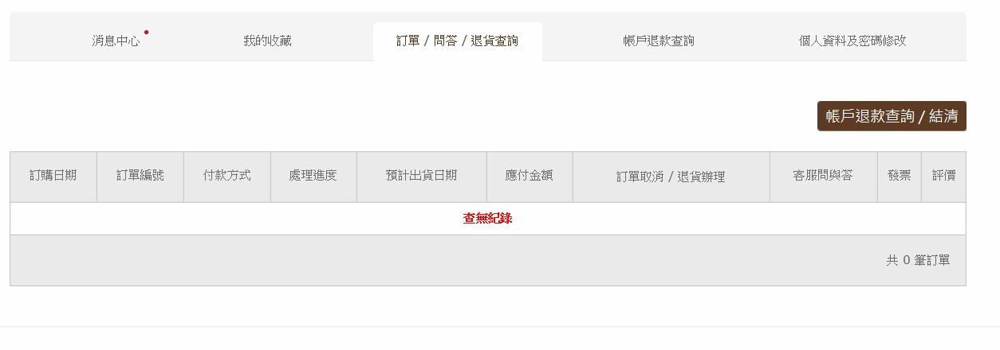 消息中心 我的收藏 訂單 / 問答 / 退貨查詢 帳戶退款查詢 個人資料及密碼修改
帳戶退款查詢 / 結清
訂購日期 訂單編號 付款方式 處理進度 預計出貨日期 應付金額 訂單取消 / 退貨辦理 客服問與答 發票 評價
查無紀錄
共 0 筆訂單